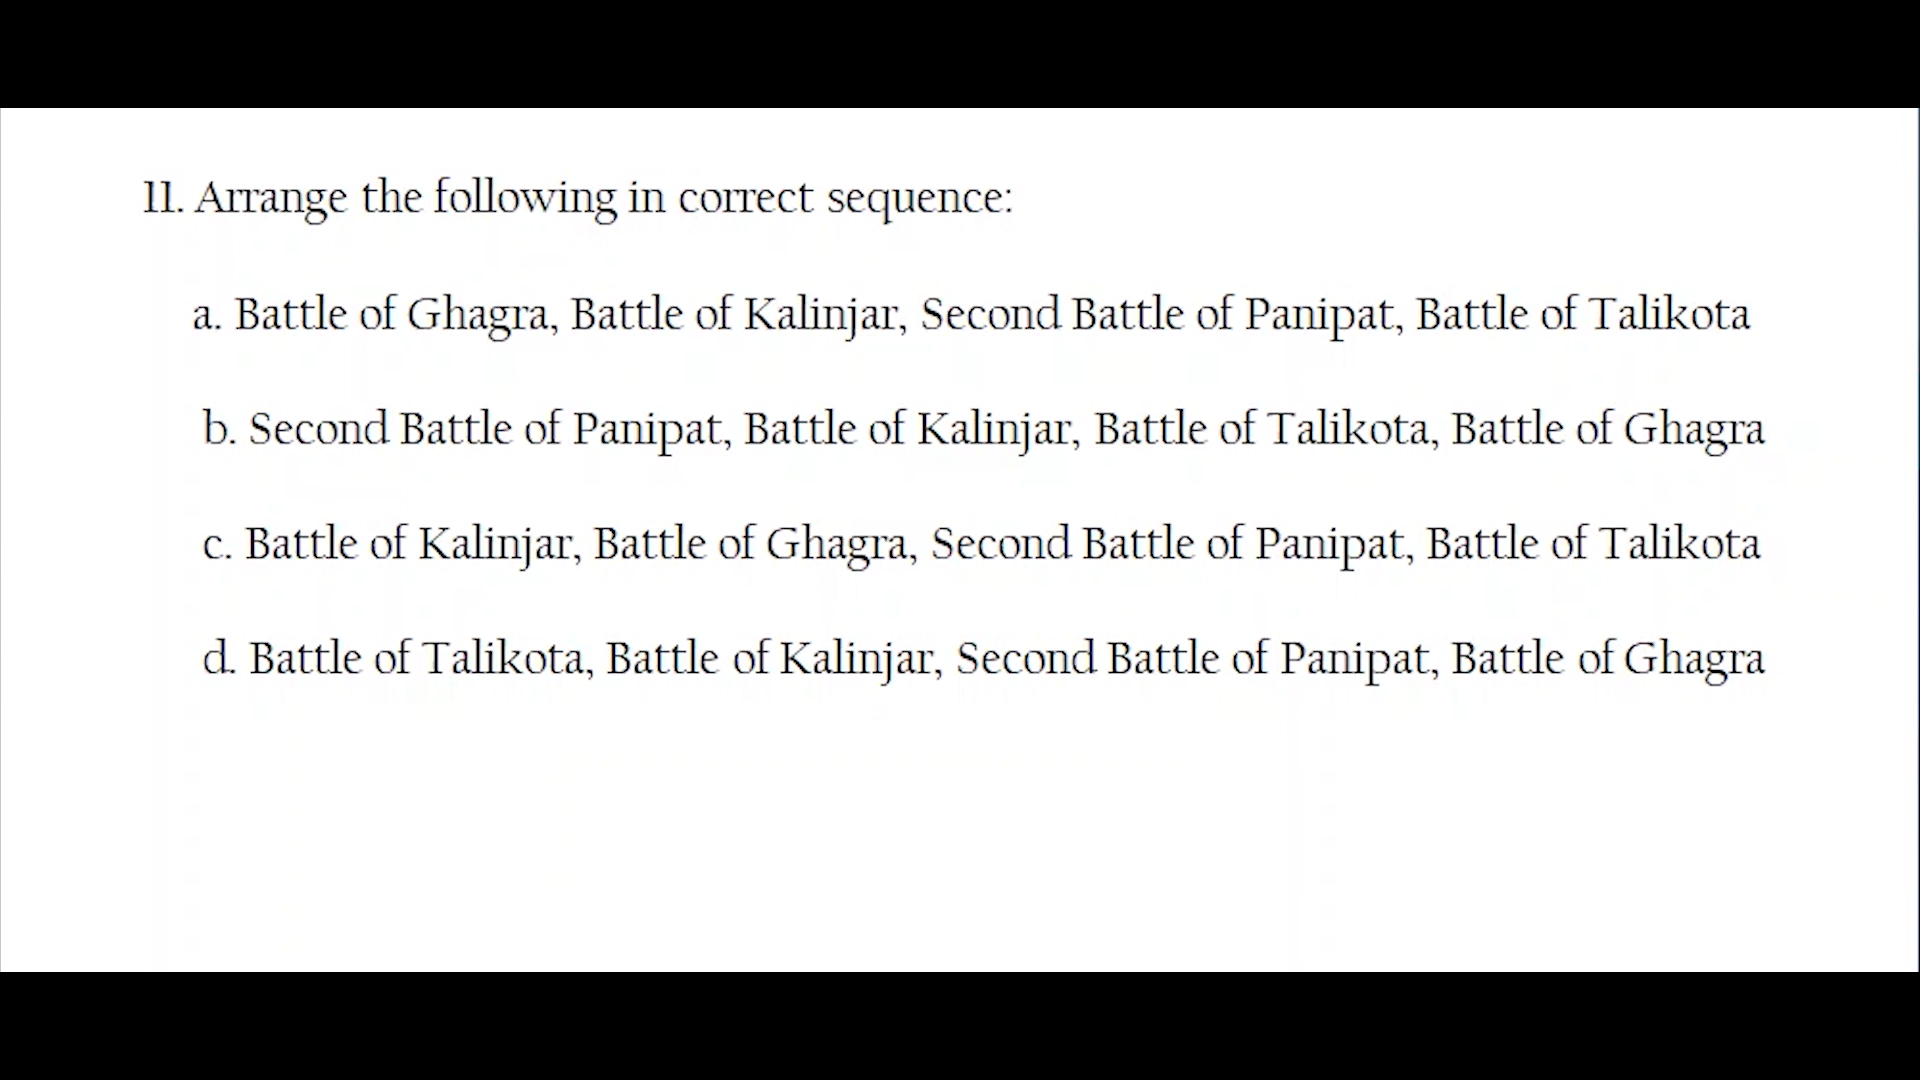 11. Arrange the following in correct sequence:
a. Battle of Ghagra, Battle of Kalinjar, Second Battle of Panipat, Battle of Talikota
b. Second Battle of Panipat, Battle of Kalinjar, Battle of Talikota, Battle of Ghagra
c. Battle of Kalinjar, Battle of Ghagra, Second Battle of Panipat, Battle of Talikota
d. Battle of Talikota, Battle of Kalinjar, Second Battle of Panipat, Battle of Ghagra